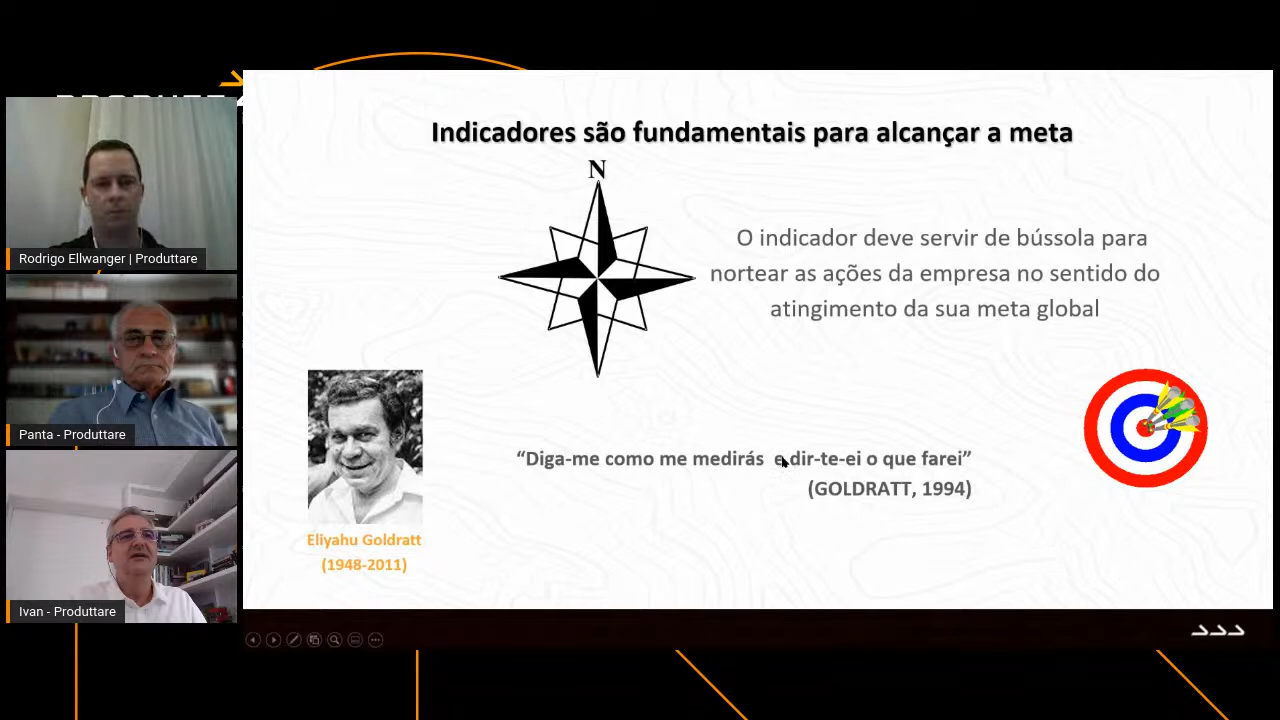 Indicadores são fundamentais para alcançar a meta
N
O indicador deve servir de bússola para
nortear as ações da empresa no sentido do
atingimento da sua meta global
“Diga-me como me medirás e dir-te-ei o que farei”
(GOLDRATT, 1994)
Eliyahu Goldratt
(1948-2011)
Rodrigo Ellwanger | Produttare
Panta - Produttare
Ivan - Produttare